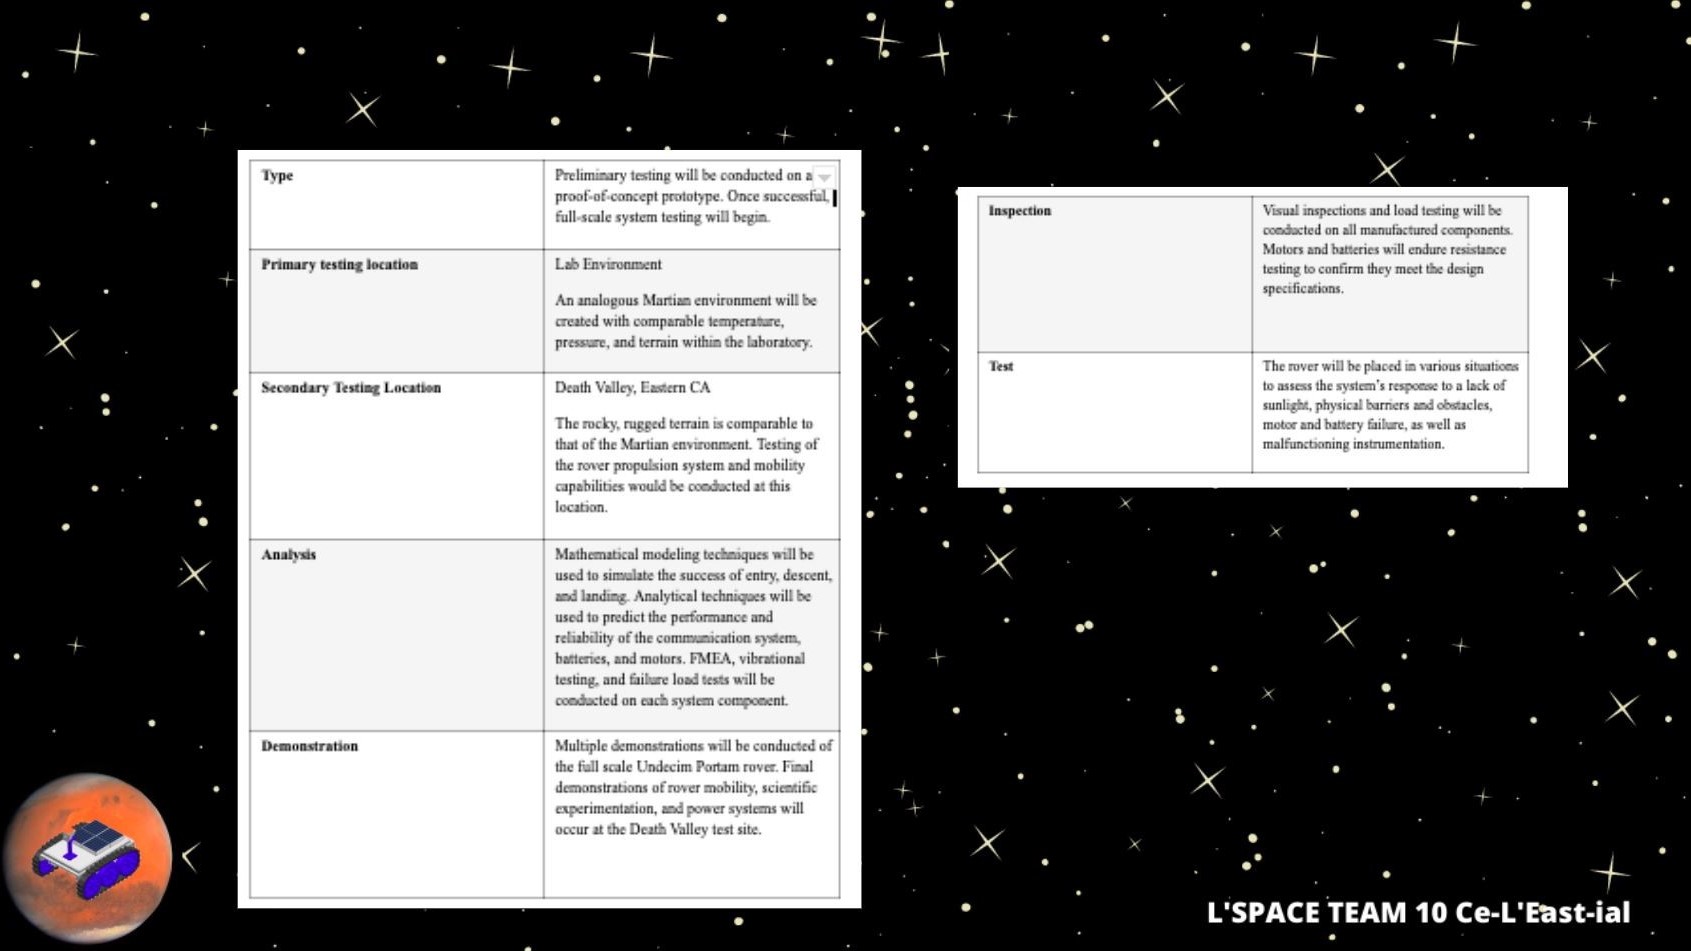 Type
Preliminary testing will be conducted on a
proof-of-concept prototype. Once successful,
full-scale system testing will begin.
Primary testing location
Lab Environment
An analogous Martian environment will be
created with comparable temperature,
pressure, and terrain within the laboratory.
Secondary Testing Location
Death Valley, Eastern CA
The rocky, rugged terrain is comparable to
that of the Martian environment. Testing of
the rover propulsion system and mobility
capabilities would be conducted at this
location.
Analysis
Mathematical modeling techniques will be
used to simulate the success of entry, descent,
and landing. Analytical techniques will be
used to predict the performance and
reliability of the communication system,
batteries, and motors. FMEA, vibrational
testing, and failure load tests will be
conducted on each system component.
Demonstration
Multiple demonstrations will be conducted of
the full scale Undecim Portam rover. Final
demonstrations of rover mobility, scientific
experimentation, and power systems will
occur at the Death Valley test site.
Inspection
Visual inspections and load testing will be
conducted on all manufactured components.
Motors and batteries will endure resistance
testing to confirm they meet the design
specifications.
Test
The rover will be placed in various situations
to assess the system's response to a lack of
sunlight, physical barriers and obstacles,
motor and battery failure, as well as
malfunctioning instrumentation.
L'SPACE TEAM 10 Ce-L'East-ial